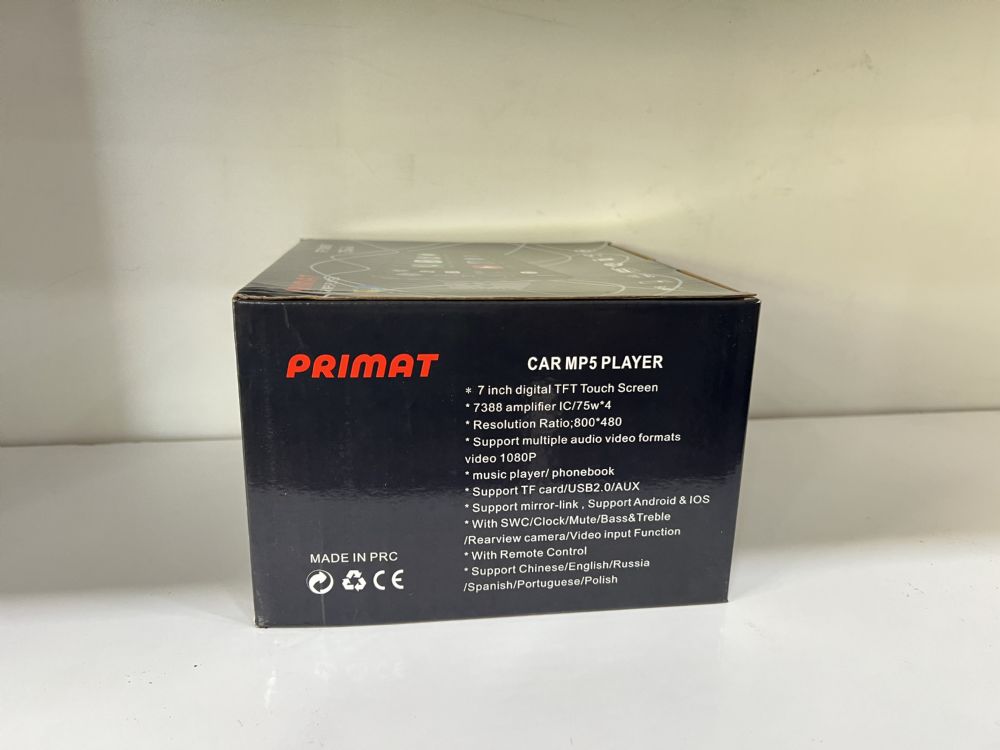 PRIMAT
CAR MP5 PLAYER
* 7 inch digital TFT Touch Screen
* 7388 amplifier IC/75w*4
* Resolution Ratio;800*480
* Support multiple audio video formats
video 1080P
* music player/ phonebook
* Support TF card/USB2.0/AUX
* Support mirror-link , Support Android & IOS
* With SWC/Clock/Mute/Bass&Treble
/Rearview camera/Video input Function
* With Remote Control
* Support Chinese/English/Russia
/Spanish/Portuguese/Polish
MADE IN PRC
CE